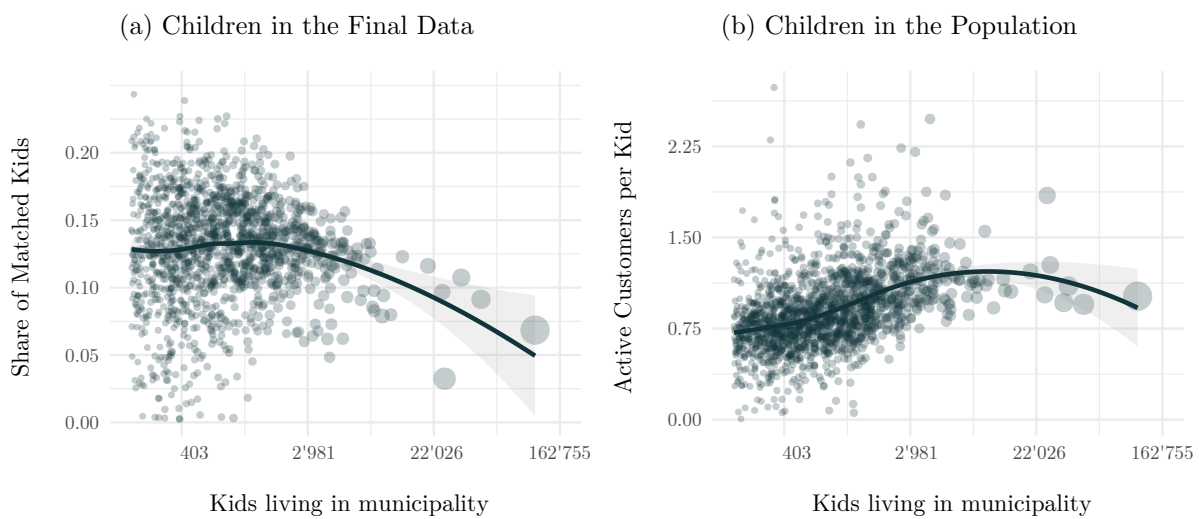 (a) Children in the Final Data
Share of Matched Kids
0.20
0.15
0.10
0.05
0.00
403 2'981 22'026 162'755
Kids living in municipality
(b) Children in the Population
Active Customers per Kid
2.25
1.50
0.75
0.00
403 2'981 22'026 162'755
Kids living in municipality